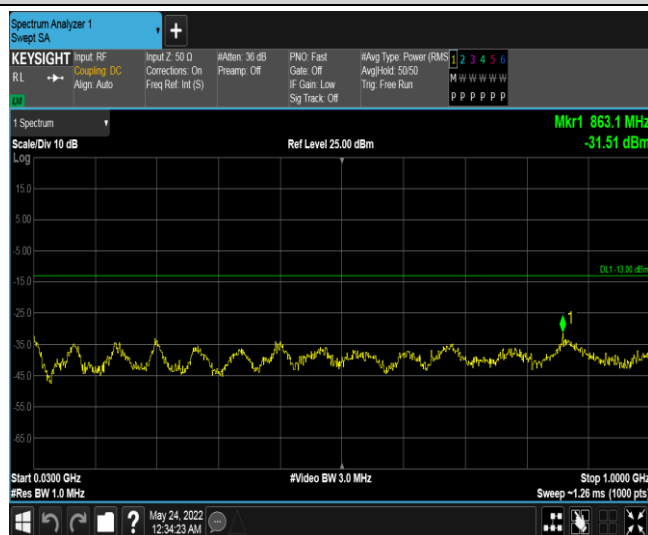 Spectrum Analyzer 1
Swept SA
+
KEYSIGHT
RL
LXI
Input: RF
Coupling: DC
Align: Auto
Input Z: 50 Ω
Corrections: On
Freq Ref: Int (S)
#Atten: 36 dB
Preamp: Off
PNO: Fast
Gate: Off
IF Gain: Low
Sig Track: Off
#Avg Type: Power (RMS
Avg|Hold: 50/50
Trig: Free Run
1 2 3 4 5 6
M W W W W W
P P P P P P
1 Spectrum
Mkr1 863.1 MHz
-31.51 dBm
Scale/Div 10 dB
Ref Level 25.00 dBm
Log
15.0
5.00
-5.00
DL1 -13.00 dBm
-15.0
-25.0
1
-35.0
-45.0
-55.0
-65.0
Start 0.0300 GHz
#Video BW 3.0 MHz
Stop 1.0000 GHz
#Res BW 1.0 MHz
Sweep ~1.26 ms (1000 pts)
?
May 24, 2022
12:34:23 AM